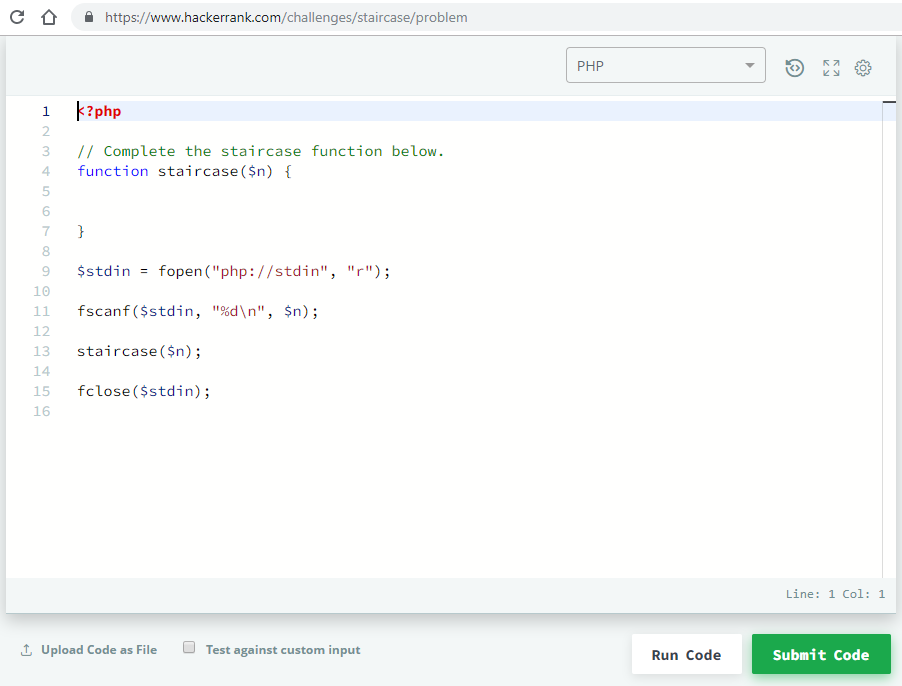 https://www.hackerrank.com/challenges/staircase/problem
PHP
1 <?php
2
3 // Complete the staircase function below.
4 function staircase($n) {
5
6
7 }
8
9 $stdin = fopen("php://stdin", "r");
10
11 fscanf($stdin, "%d\n", $n);
12
13 staircase($n);
14
15 fclose($stdin);
16
Line: 1 Col: 1
Upload Code as File Test against custom input Run Code Submit Code